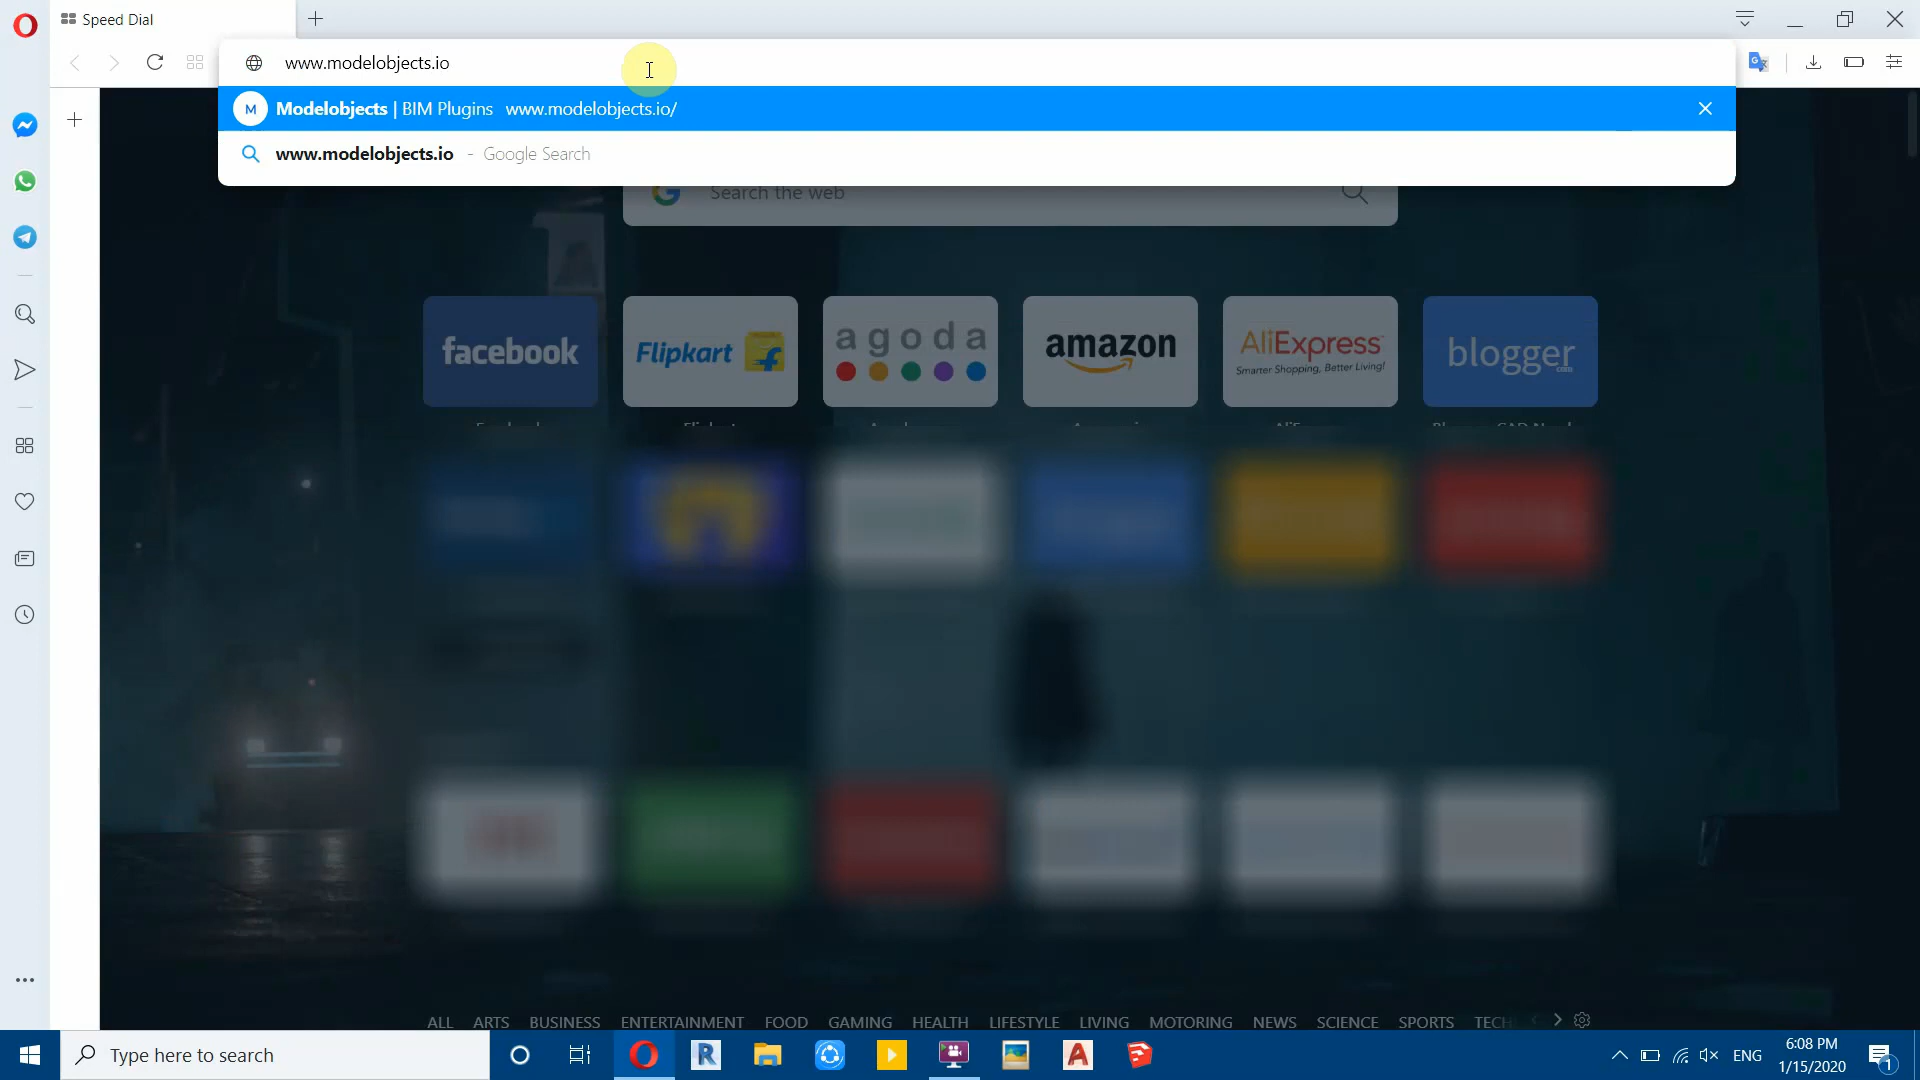 Speed Dial
www.modelobjects.io
M Modelobjects | BIM Plugins www.modelobjects.io/
www.modelobjects.io - Google Search
Search the web
facebook
Flipkart
agoda
amazon
AliExpress
Smarter Shopping, Better Living!
blogger
.com
ALL ARTS BUSINESS ENTERTAINMENT FOOD GAMING HEALTH LIFESTYLE LIVING MOTORING NEWS SCIENCE SPORTS TECH
Type here to search
ENG
6:08 PM
1/15/2020
1